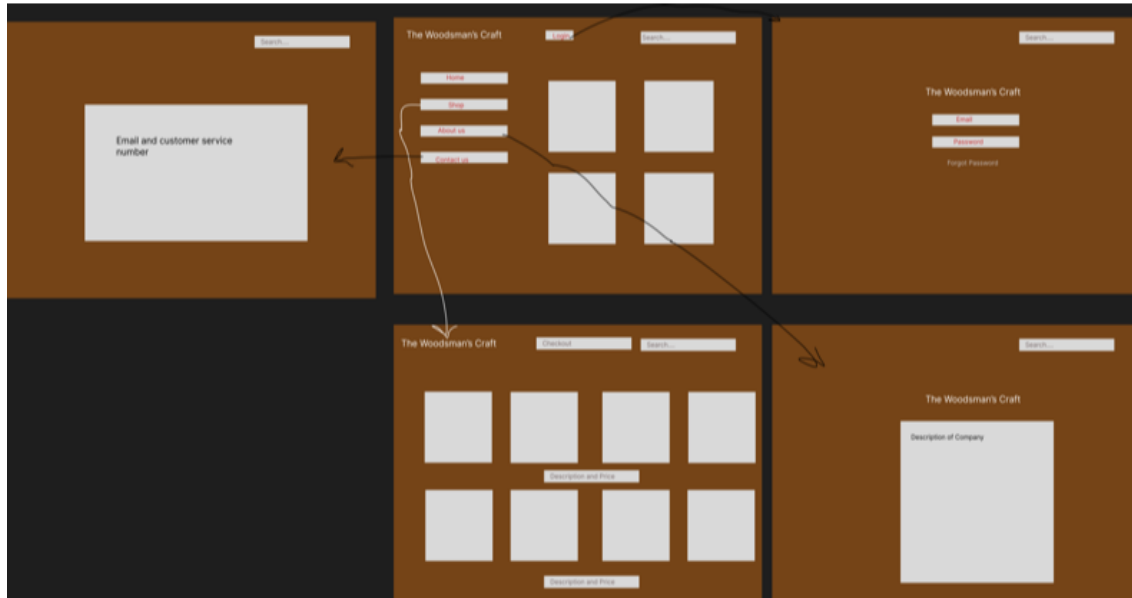 Search....
Email and customer service
number
The Woodsman's Craft
Login
Search....
Home
Shop
About us
Contact us
Search....
The Woodsman's Craft
Email
Password
Forgot Password
The Woodsman's Craft
Checkout
Search....
Description and Price
Description and Price
Search....
The Woodsman's Craft
Description of Company